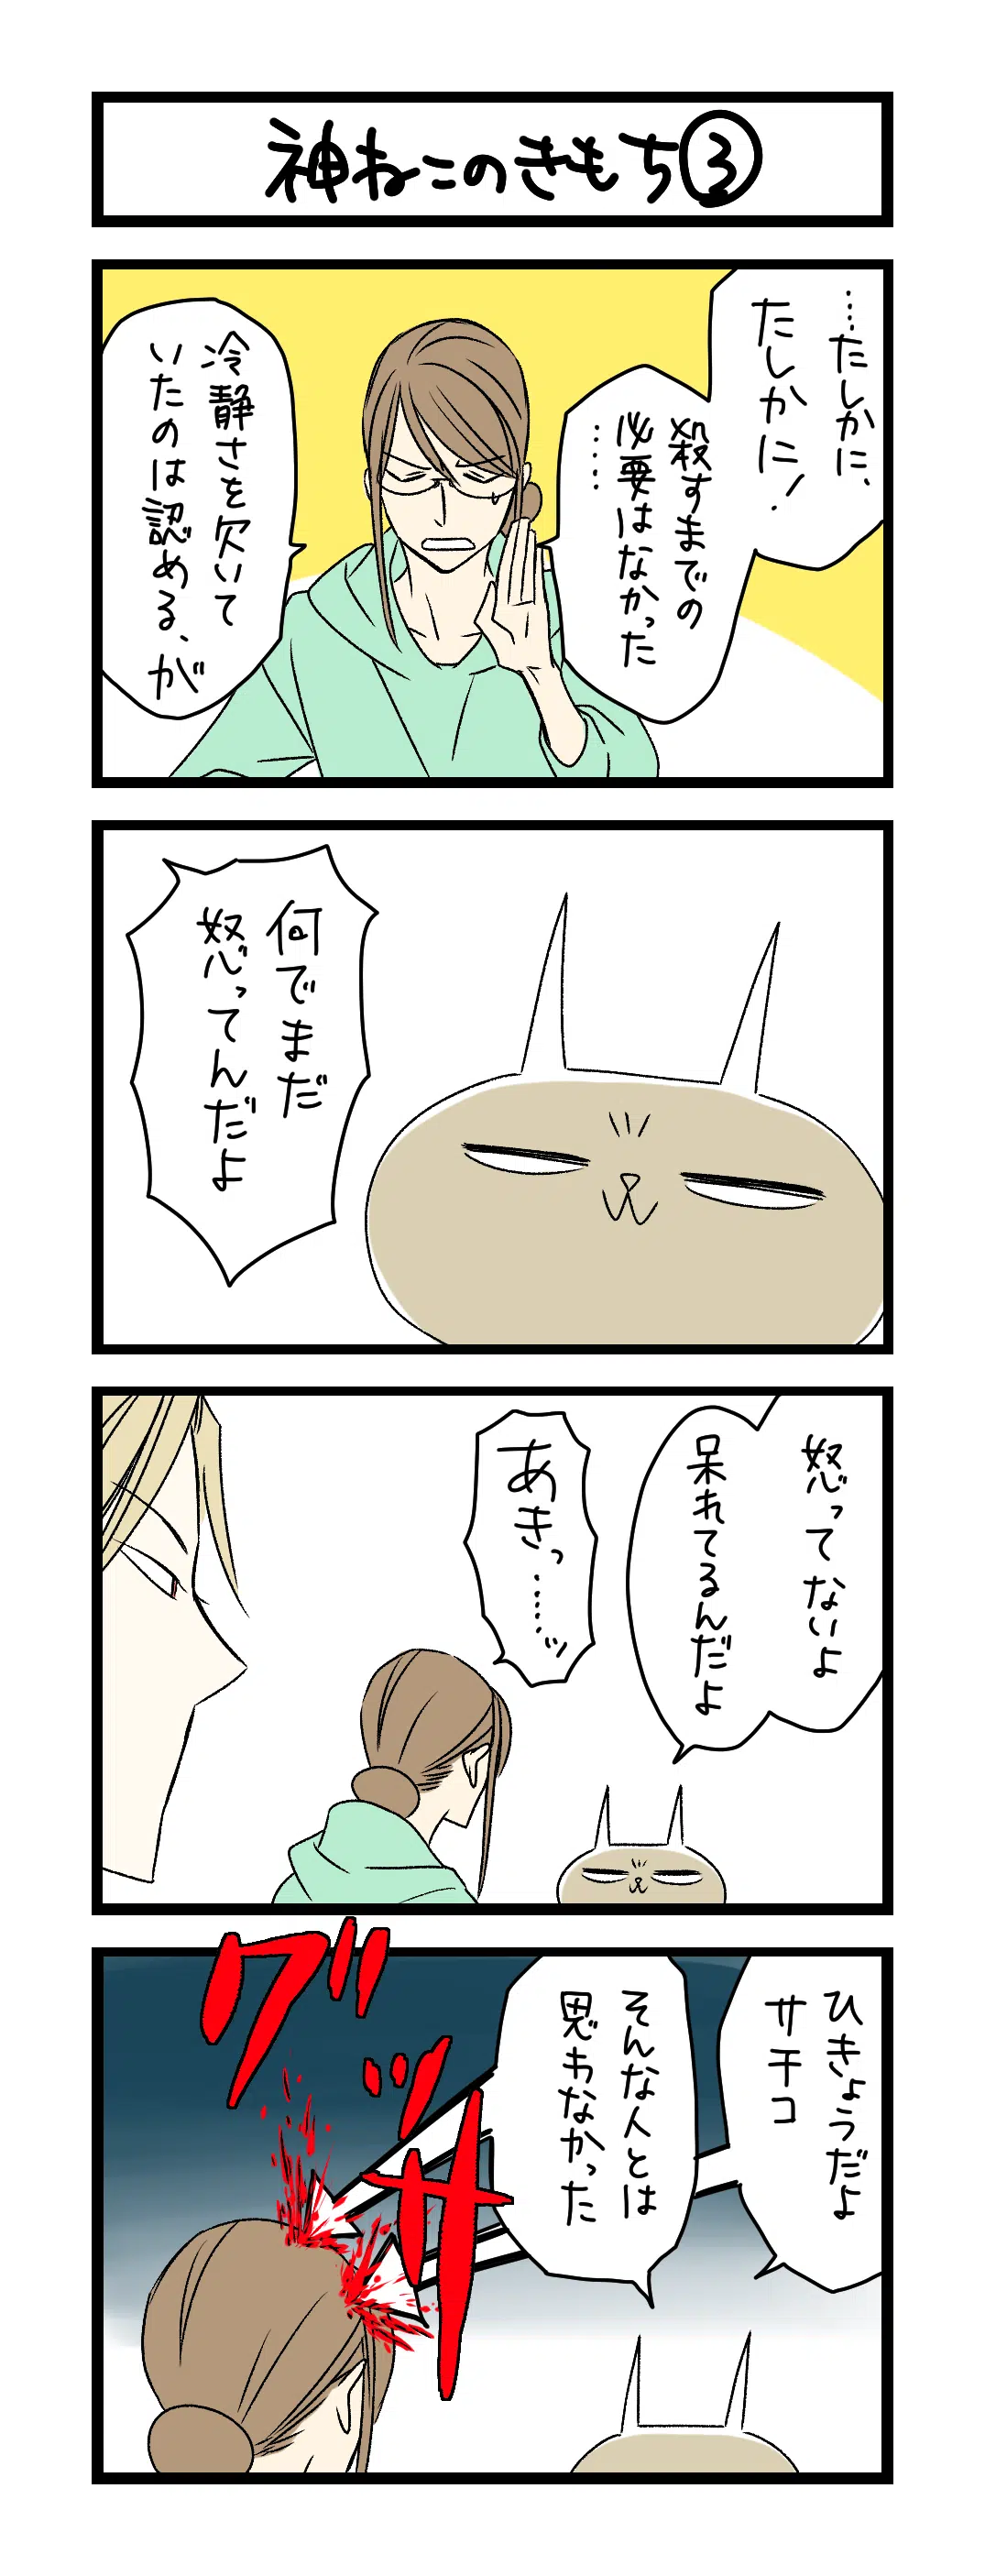 神ねこのきもち③
…たしかに、
たしかに!
殺すまでの
必要はなかった
……
冷静さを欠いて
いたのは認める、が
何でまだ
怒ってんだよ
怒ってないよ
呆れてるんだよ
あきっ……ッ
ひきょうだよ
サチコ
そんな人とは
思わなかった
グサッ